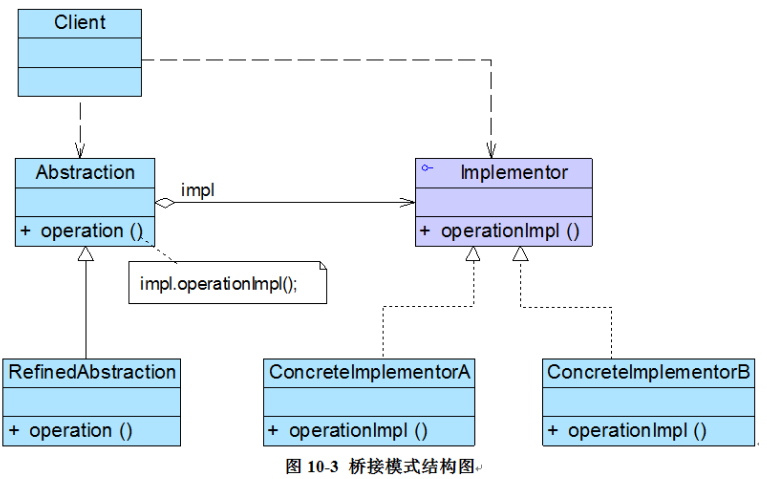 Client
Abstraction
+ operation ()
impl
Implementor
+ operationImpl ()
impl.operationImpl();
RefinedAbstraction
+ operation ()
ConcreteImplementorA
+ operationImpl ()
ConcreteImplementorB
+ operationImpl ()
图 10-3 桥接模式结构图